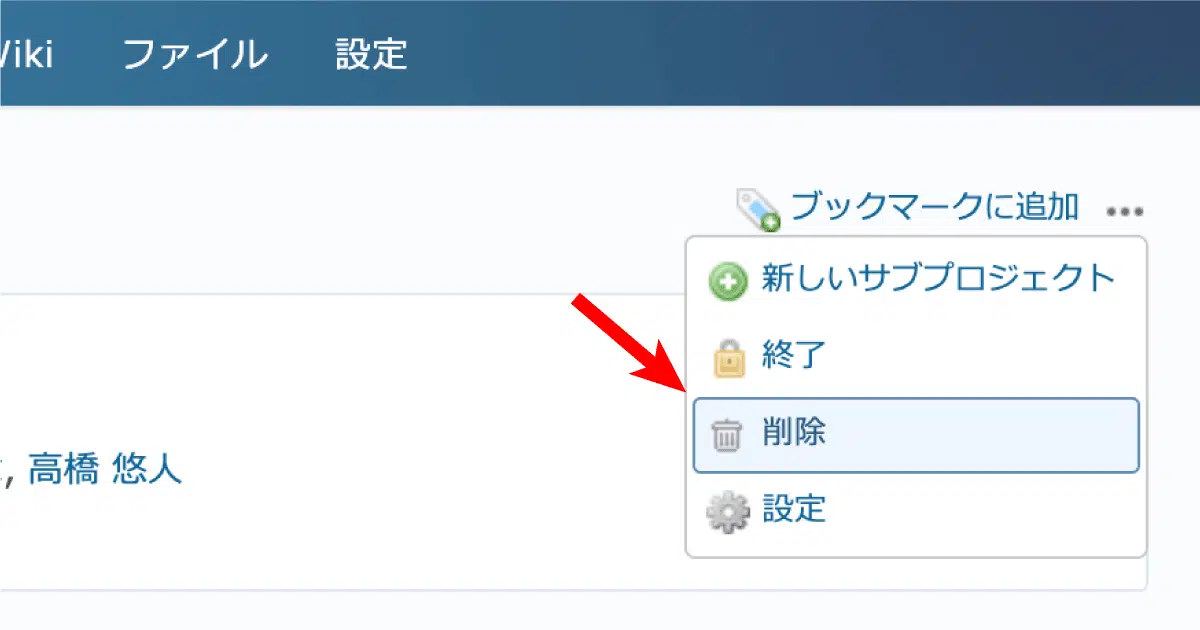 ファイル 設定
ブックマークに追加
新しいサブプロジェクト
終了
削除
高橋 悠人
設定